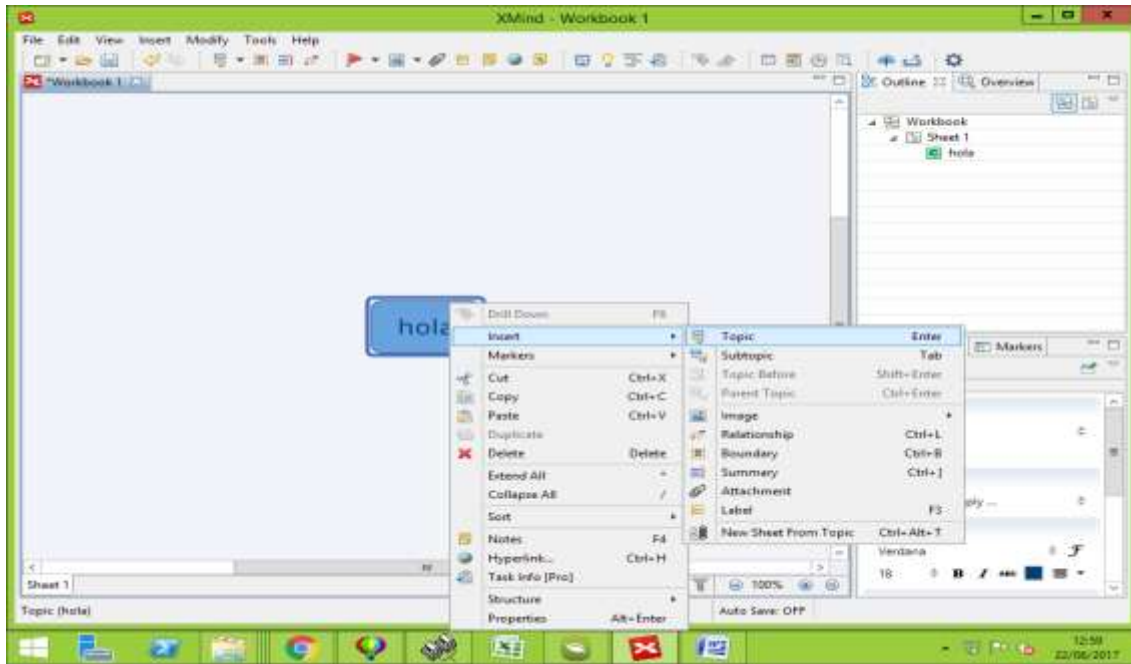 XMind - Workbook 1
File Edit View Insert Modify Tools Help
*Workbook 1
Outline Overview
Workbook
Sheet 1
hola
hola
Drill Down F6
Insert
Markers
Cut Ctrl+X
Copy Ctrl+C
Paste Ctrl+V
Duplicate
Delete Delete
Extend All *
Collapse All /
Sort
Notes F4
Hyperlink... Ctrl+H
Task Info [Pro]
Structure
Properties Alt+Enter
Topic Enter
Subtopic Tab
Topic Before Shift+Enter
Parent Topic Ctrl+Enter
Image
Relationship Ctrl+L
Boundary Ctrl+B
Summary Ctrl+]
Attachment
Label F3
New Sheet From Topic Ctrl+Alt+T
Markers
Verdana
18 B I ABC
Sheet 1
100%
Topic (hola)
Auto Save: OFF
12:59
22/06/2017